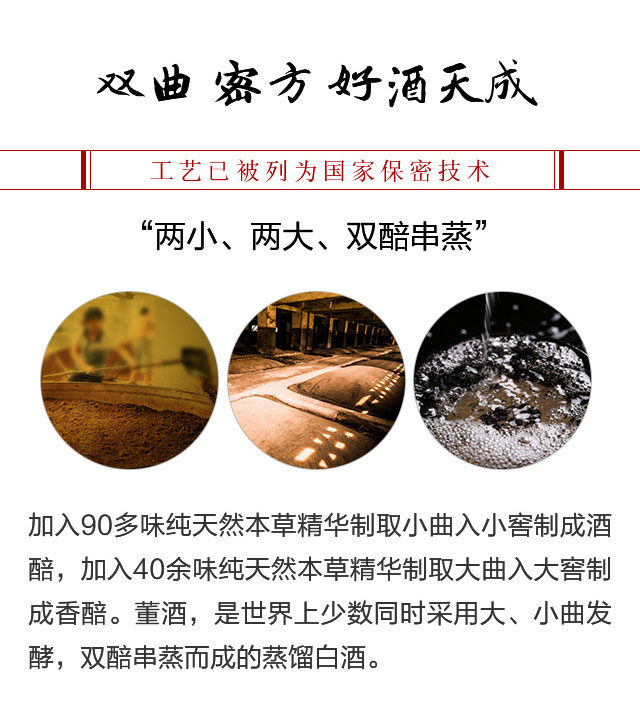 双曲 密方 好酒天成
工艺已被列为国家保密技术
“两小、两大、双醅串蒸”
加入90多味纯天然本草精华制取小曲入小窖制成酒
醅，加入40余味纯天然本草精华制取大曲入大窖制
成香醅。董酒，是世界上少数同时采用大、小曲发
酵，双醅串蒸而成的蒸馏白酒。